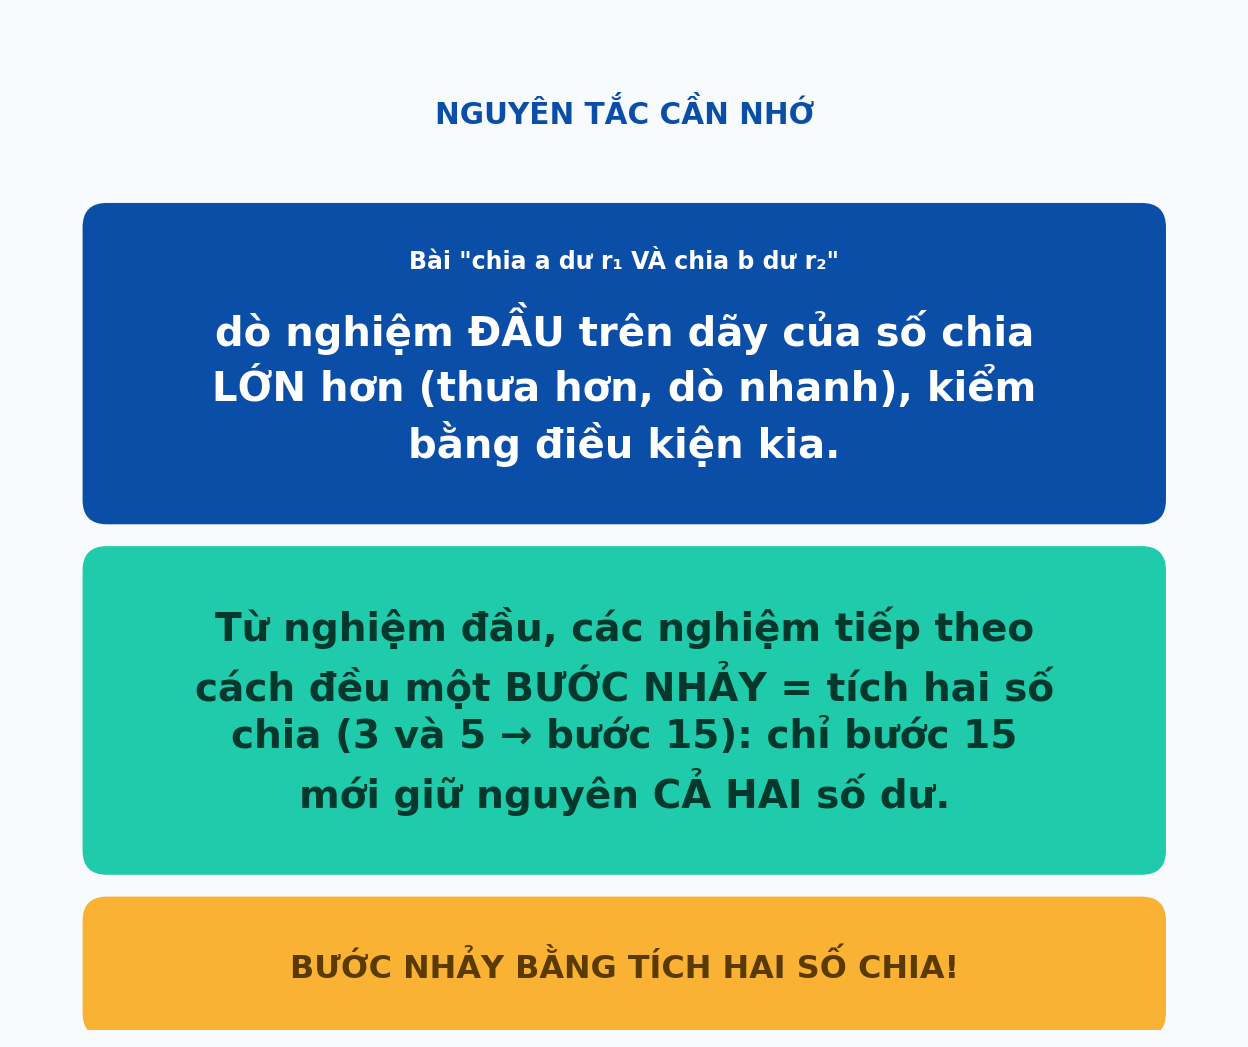 NGUYÊN TẮC CẦN NHỚ
Bài "chia a dư r₁ VÀ chia b dư r₂"
dò nghiệm ĐẦU trên dãy của số chia
LỚN hơn (thưa hơn, dò nhanh), kiểm
bằng điều kiện kia.
Từ nghiệm đầu, các nghiệm tiếp theo
cách đều một BƯỚC NHẢY = tích hai số
chia (3 và 5 → bước 15): chỉ bước 15
mới giữ nguyên CẢ HAI số dư.
BƯỚC NHẢY BẰNG TÍCH HAI SỐ CHIA!